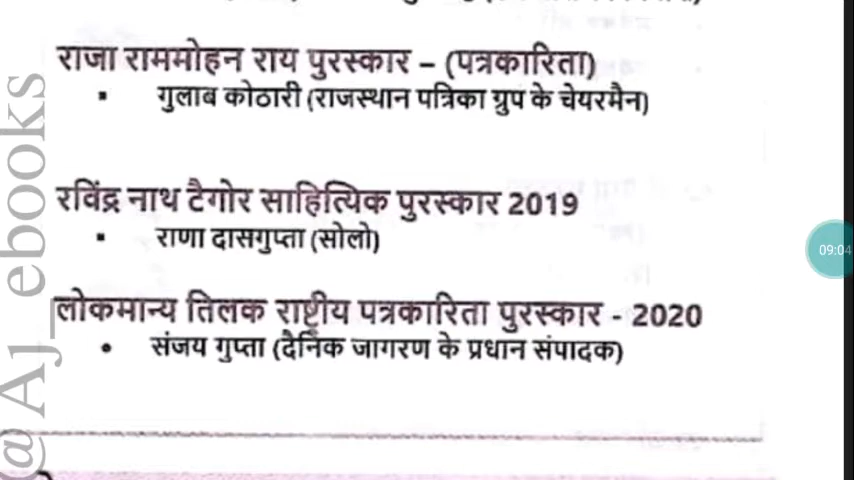 राजा राममोहन राय पुरस्कार – (पत्रकारिता)
▪ गुलाब कोठारी (राजस्थान पत्रिका ग्रुप के चेयरमैन)
रविंद्र नाथ टैगोर साहित्यिक पुरस्कार 2019
▪ राणा दासगुप्ता (सोलो)
लोकमान्य तिलक राष्ट्रीय पत्रकारिता पुरस्कार - 2020
• संजय गुप्ता (दैनिक जागरण के प्रधान संपादक)
@AJ_ebooks
09:04